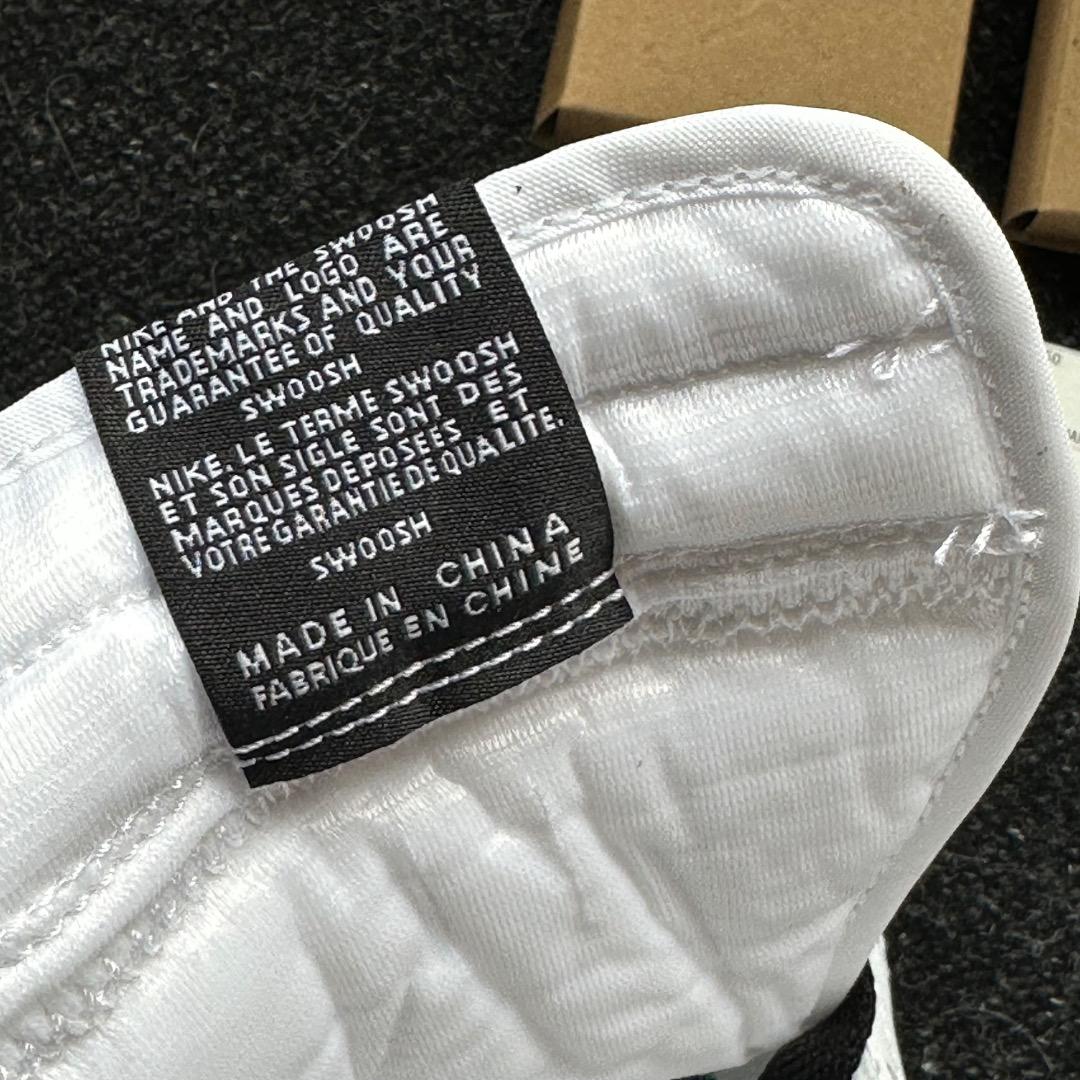 NIKE AND THE SWOOSH
NAME AND LOGO ARE
TRADEMARKS AND YOUR
GUARANTEE OF QUALITY
SWOOSH
NIKE. LE TERME SWOOSH
ET SON SIGLE SONT DES
MARQUES DEPOSEES ET
VOTRE GARANTIE DE QUALITE.
SWOOSH
MADE IN CHINA
FABRIQUE EN CHINE